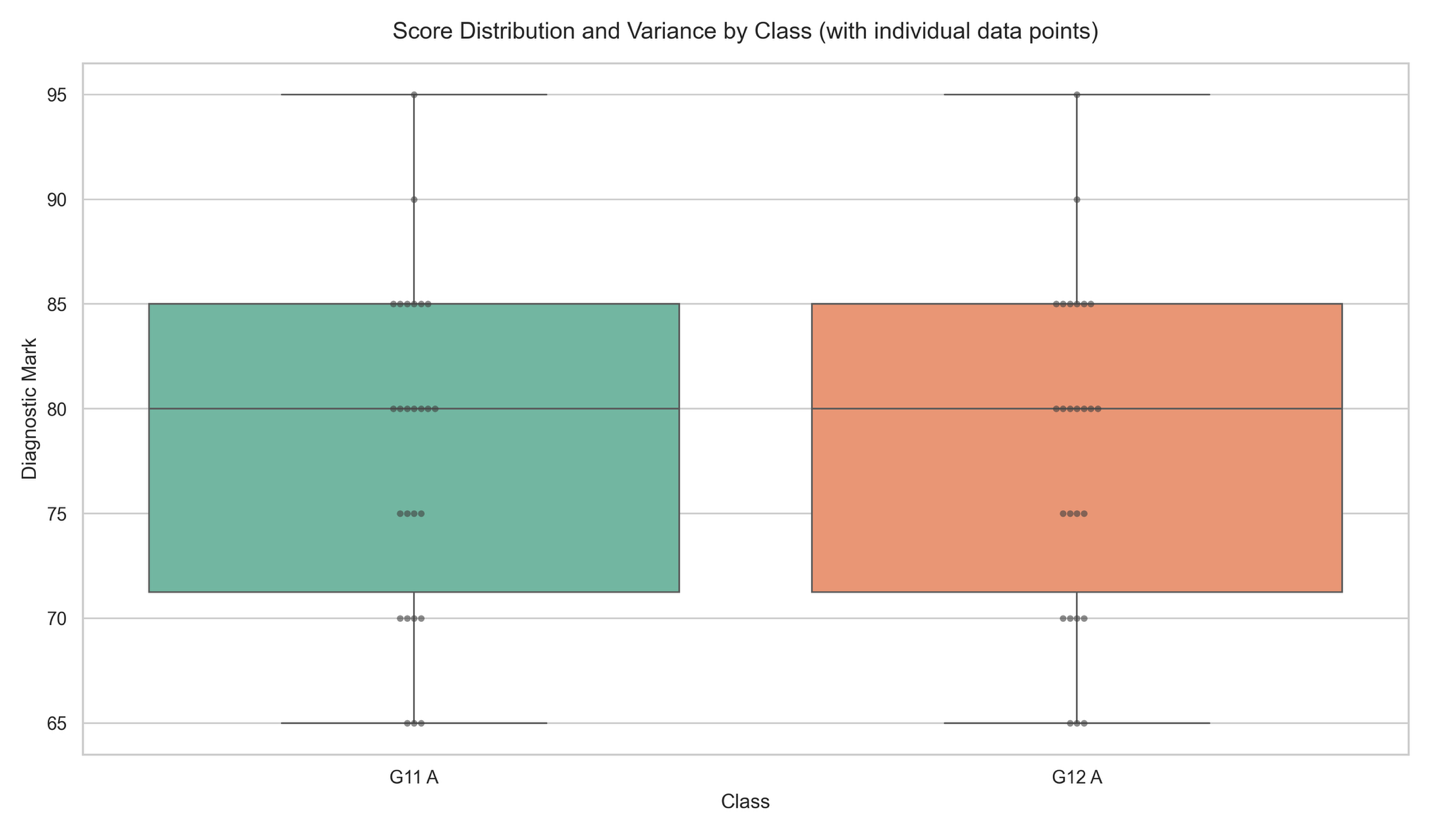 Score Distribution and Variance by Class (with individual data points)
Diagnostic Mark
95
90
85
80
75
70
65
G11 A
G12 A
Class